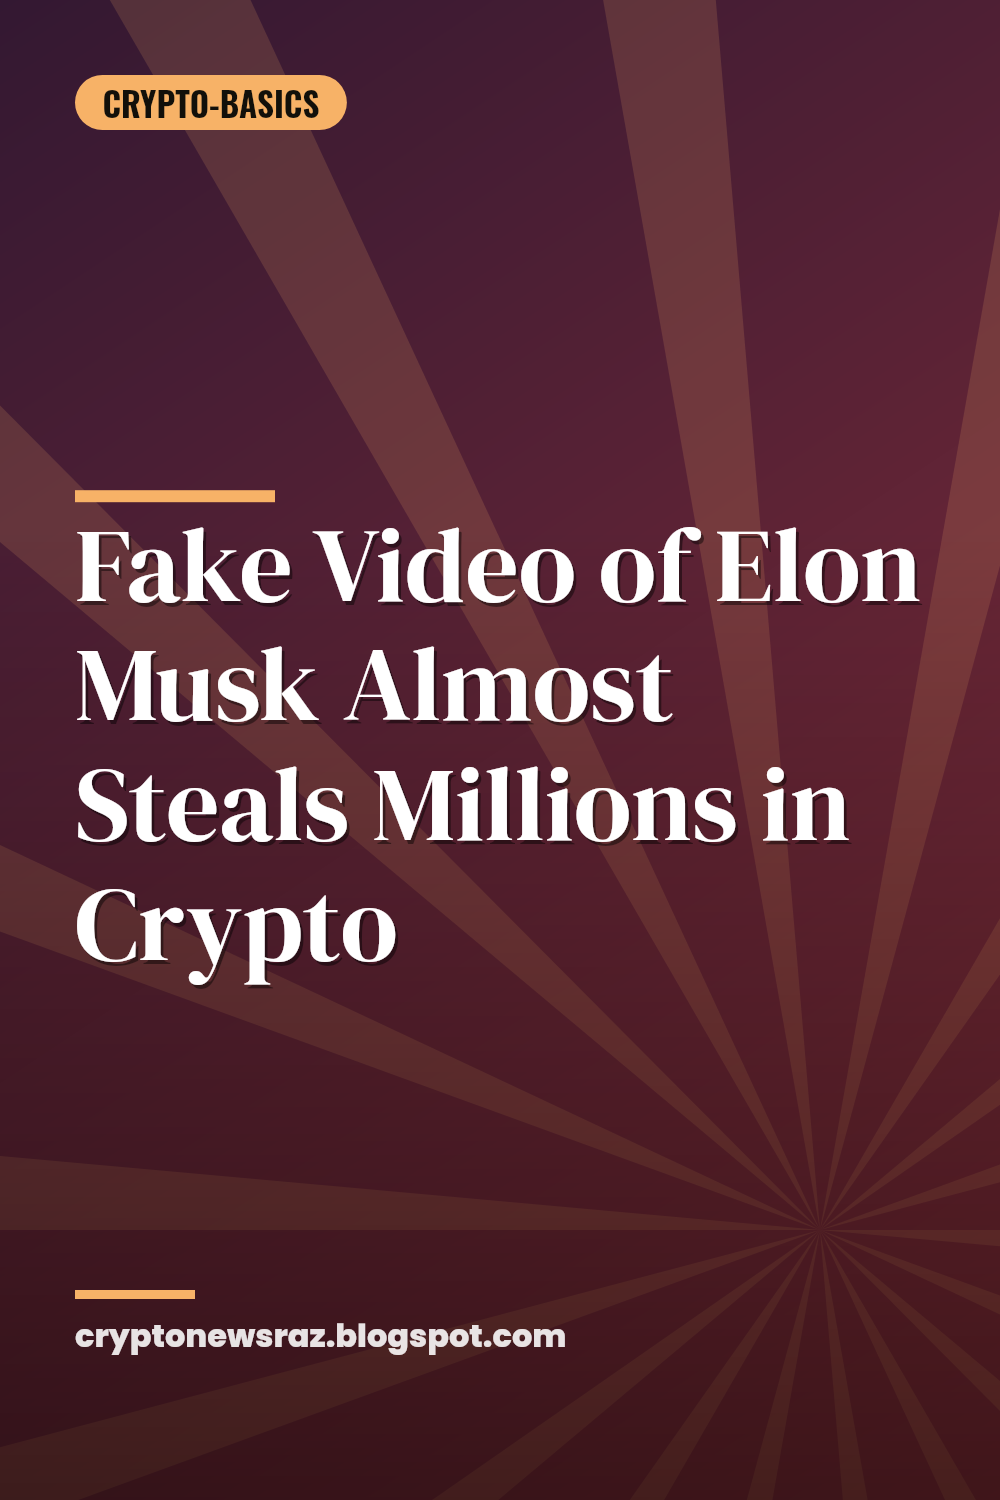 CRYPTO-BASICS
Fake Video of Elon
Musk Almost
Steals Millions in
Crypto
cryptonewsraz.blogspot.com